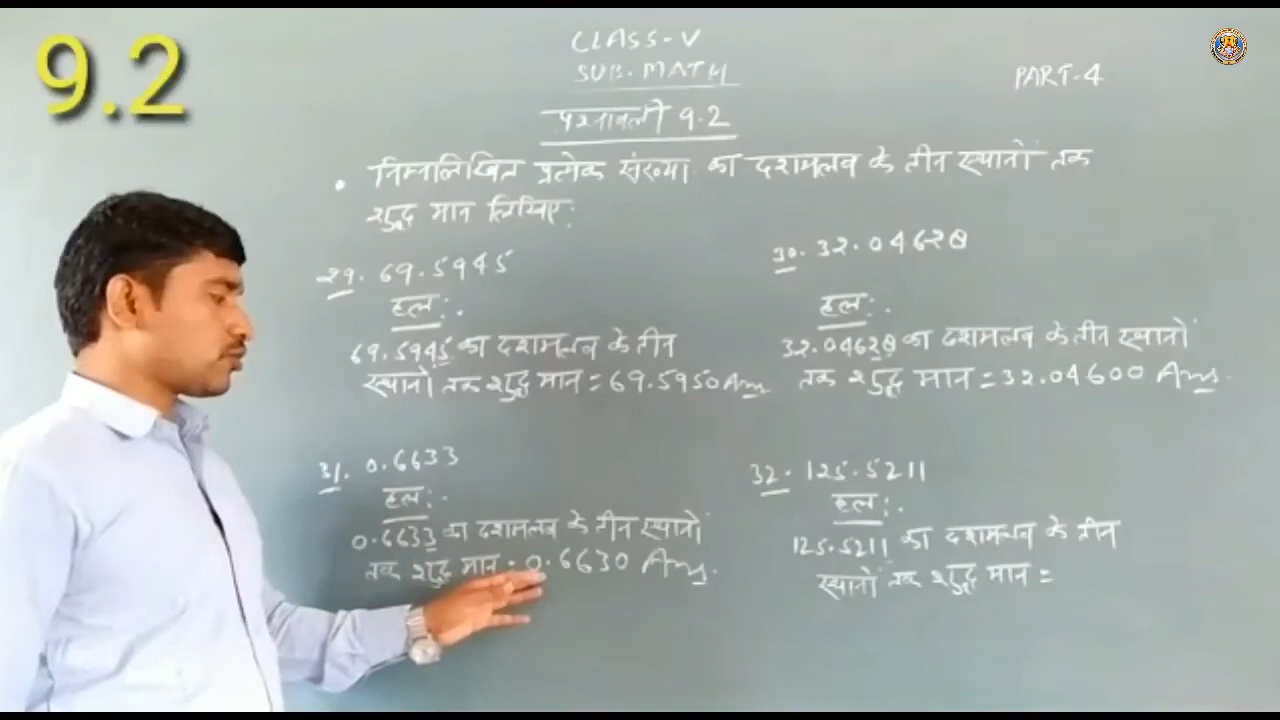 9.2
CLASS-V
SUB. MATH
PART-4
प्रश्नावली 9.2
• निम्नलिखित प्रत्येक संख्या का दशमलव के तीन स्थानों तक
शुद्ध मान लिखिए:
29. 69.5945
हल:.
69.5945 का दशमलव के तीन
स्थानों तक शुद्ध मान = 69.5950 Ans
30. 32.04628
हल:.
32.04628 का दशमलव के तीन स्थानों
तक शुद्ध मान = 32.04600 Ans.
31. 0.6633
हल:.
0.6633 का दशमलव के तीन स्थानों
तक शुद्ध मान = 0.6630 Ans.
32. 125.5211
हल:.
125.5211 का दशमलव के तीन
स्थानों तक शुद्ध मान =